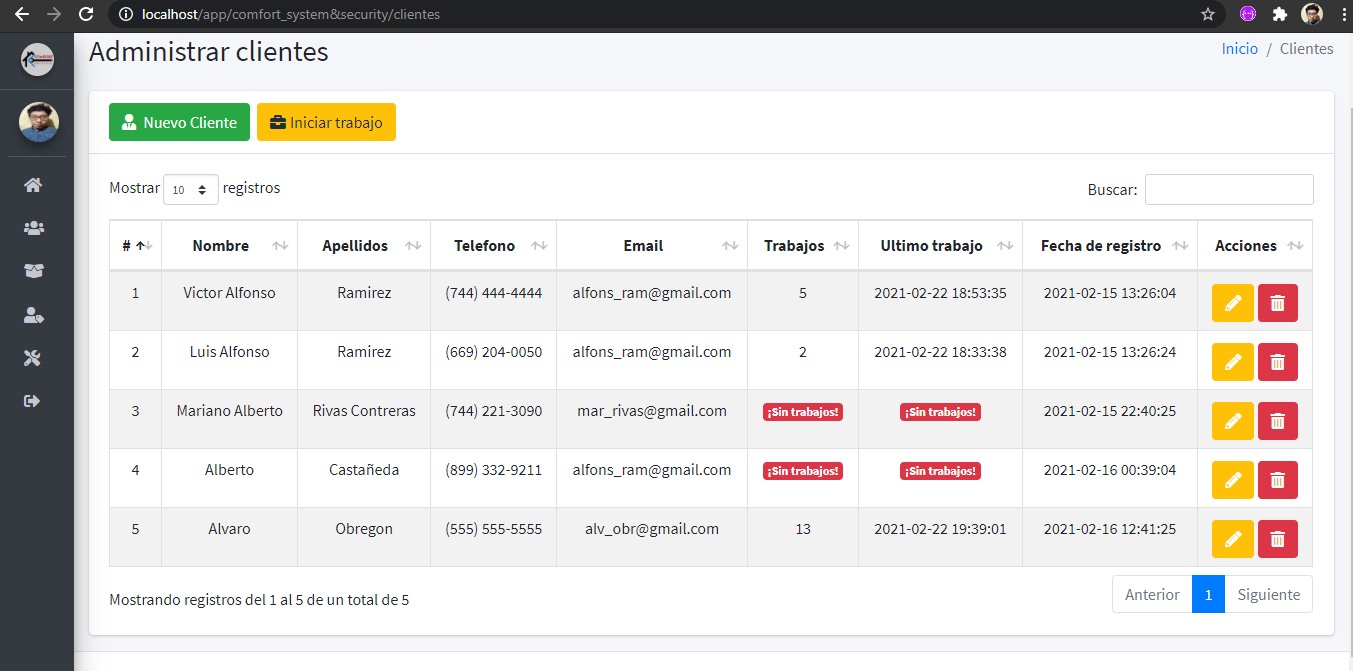 localhost/app/comfort_system&security/clientes
Administrar clientes
Inicio / Clientes
Nuevo Cliente Iniciar trabajo
Mostrar 10 registros Buscar:
# Nombre Apellidos Telefono Email Trabajos Ultimo trabajo Fecha de registro Acciones
1 Victor Alfonso Ramirez (744) 444-4444 alfons_ram@gmail.com 5 2021-02-22 18:53:35 2021-02-15 13:26:04
2 Luis Alfonso Ramirez (669) 204-0050 alfons_ram@gmail.com 2 2021-02-22 18:33:38 2021-02-15 13:26:24
3 Mariano Alberto Rivas Contreras (744) 221-3090 mar_rivas@gmail.com ¡Sin trabajos! ¡Sin trabajos! 2021-02-15 22:40:25
4 Alberto Castañeda (899) 332-9211 alfons_ram@gmail.com ¡Sin trabajos! ¡Sin trabajos! 2021-02-16 00:39:04
5 Alvaro Obregon (555) 555-5555 alv_obr@gmail.com 13 2021-02-22 19:39:01 2021-02-16 12:41:25
Mostrando registros del 1 al 5 de un total de 5
Anterior 1 Siguiente